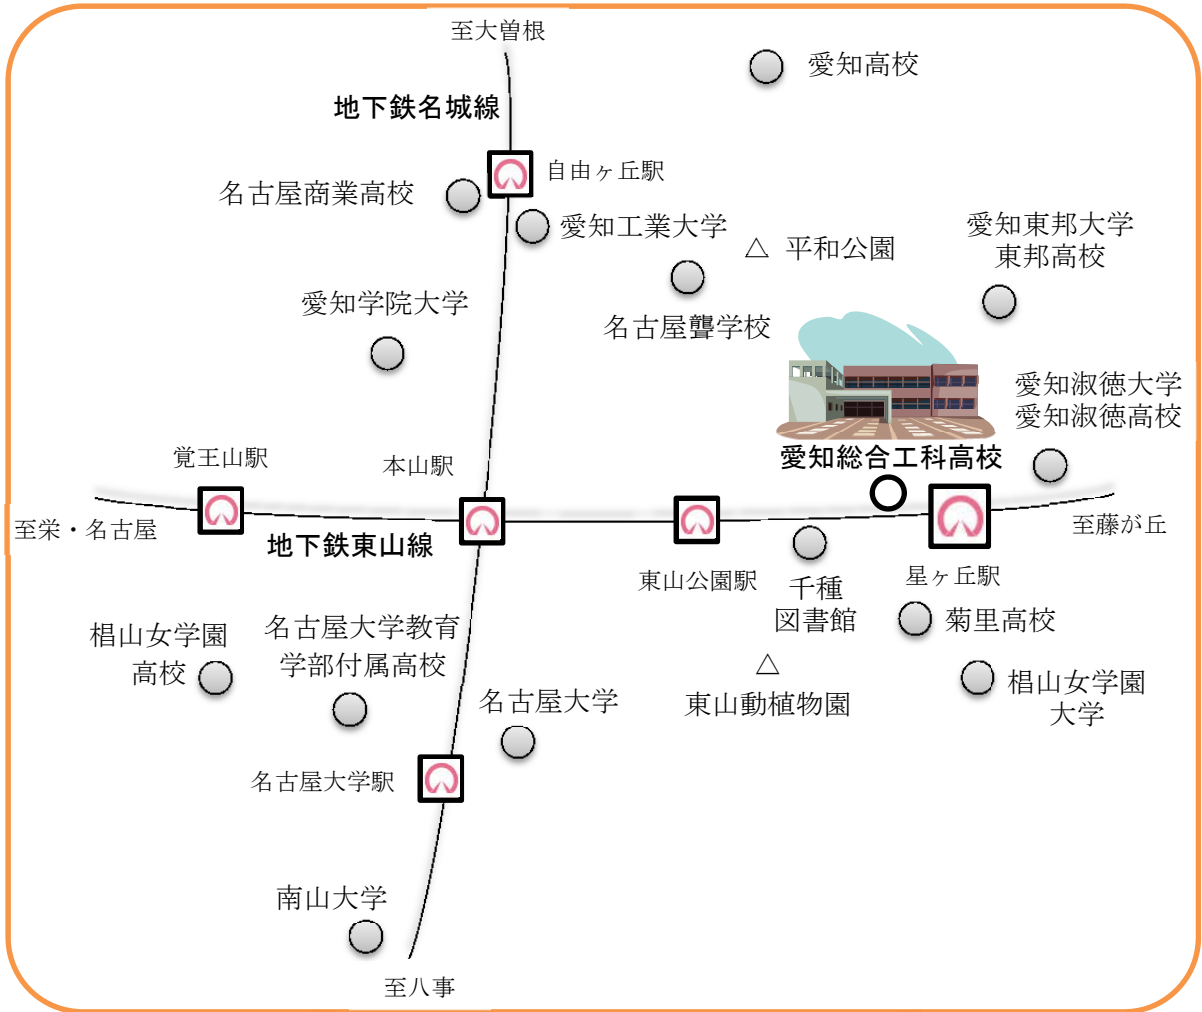 至大曽根
愛知高校
地下鉄名城線
自由ヶ丘駅
名古屋商業高校
愛知工業大学
愛知東邦大学
東邦高校
△ 平和公園
愛知学院大学
名古屋聾学校
愛知淑徳大学
愛知淑徳高校
覚王山駅
本山駅
愛知総合工科高校
至栄・名古屋
地下鉄東山線
至藤が丘
東山公園駅
千種
図書館
星ヶ丘駅
菊里高校
椙山女学園
高校
名古屋大学教育
学部付属高校
△
東山動植物園
名古屋大学
椙山女学園
大学
名古屋大学駅
南山大学
至八事